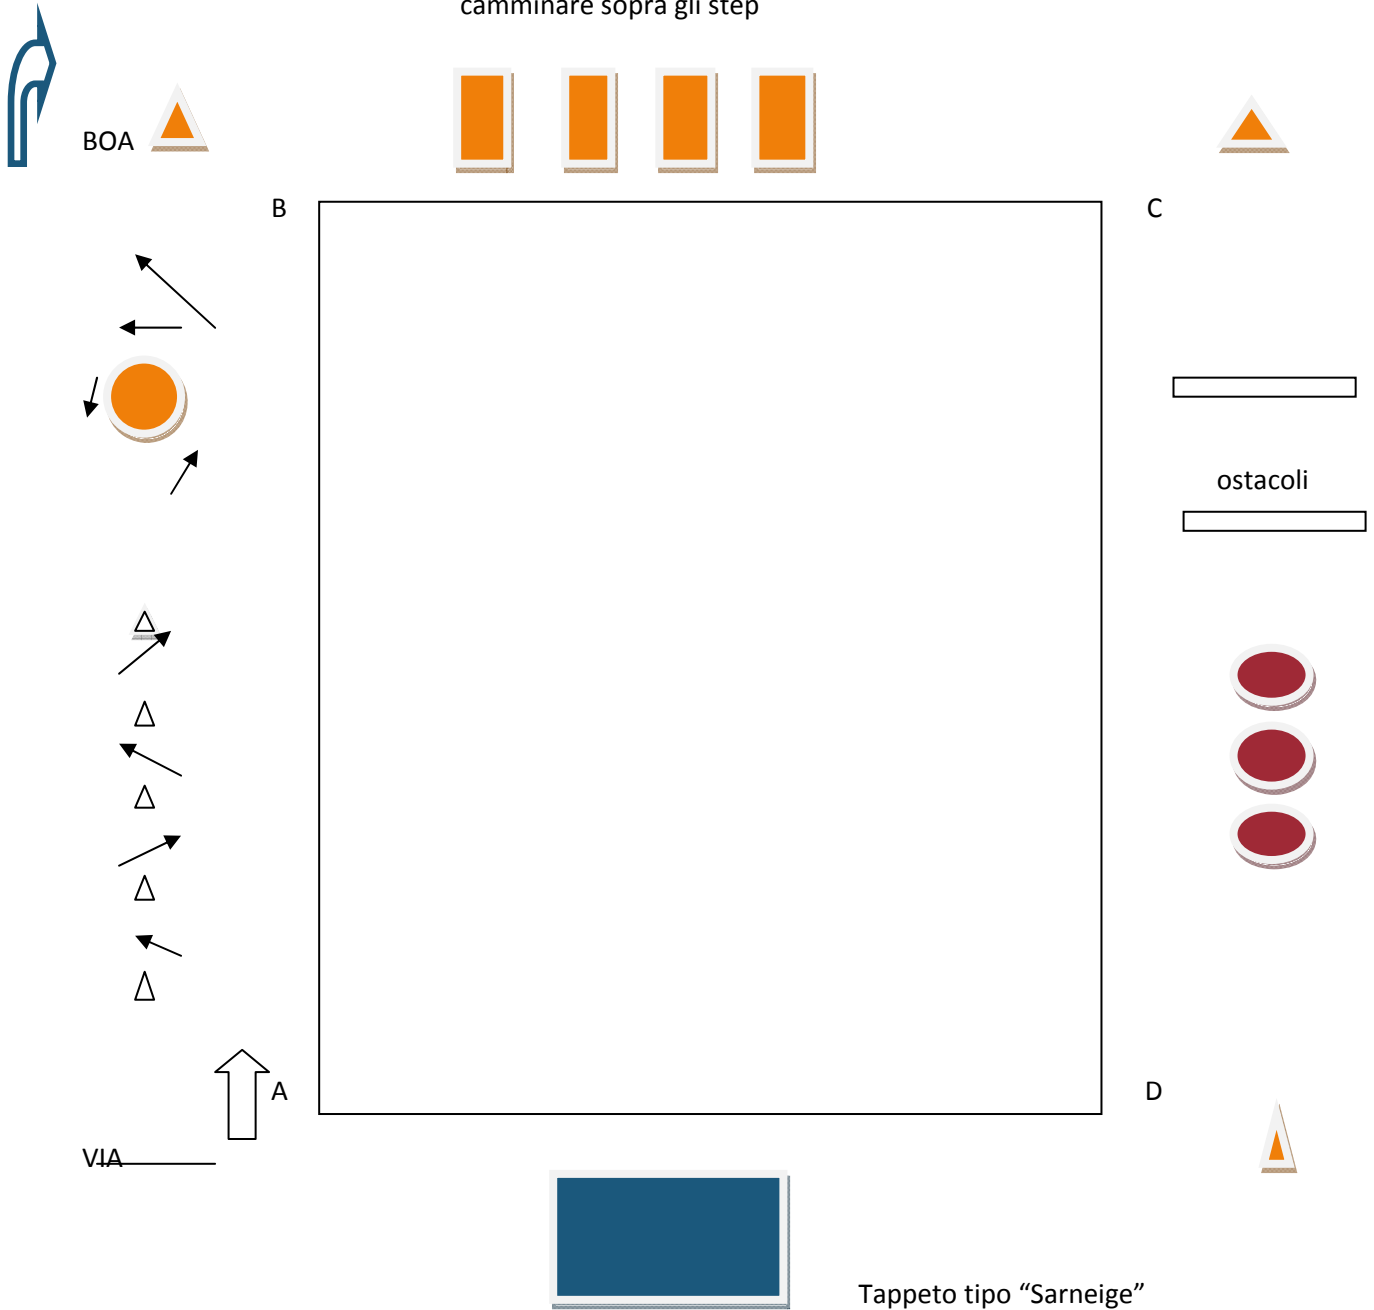 camminare sopra gli step
BOA
B
C
ostacoli
A
D
VIA
Tappeto tipo “Sarneige”